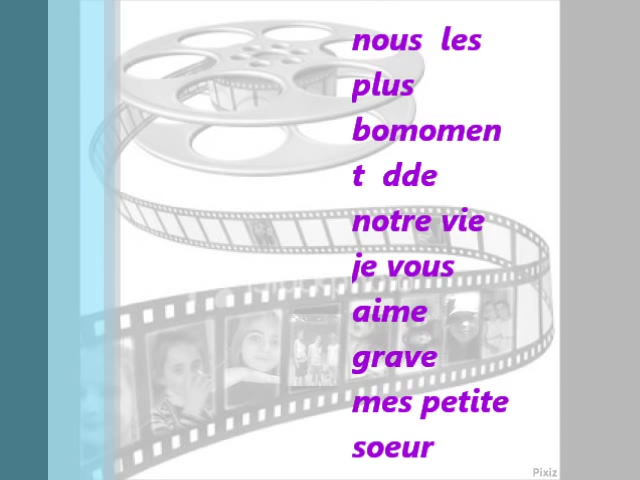 nous les
plus
bomomen
t dde
notre vie
je vous
aime
grave
mes petite
soeur
Pixiz